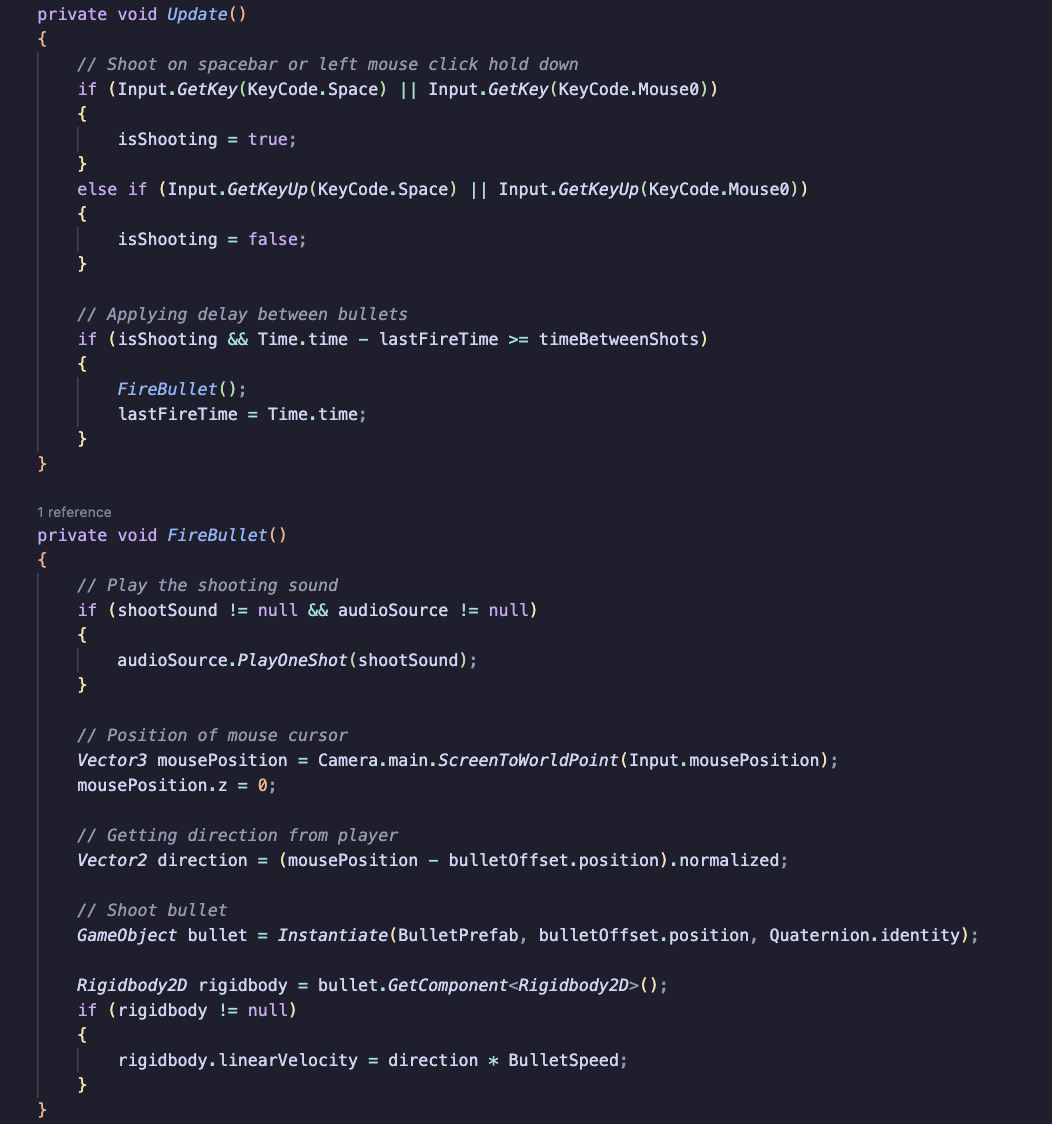 private void Update()
{
    // Shoot on spacebar or left mouse click hold down
    if (Input.GetKey(KeyCode.Space) || Input.GetKey(KeyCode.Mouse0))
    {
        isShooting = true;
    }
    else if (Input.GetKeyUp(KeyCode.Space) || Input.GetKeyUp(KeyCode.Mouse0))
    {
        isShooting = false;
    }

    // Applying delay between bullets
    if (isShooting && Time.time - lastFireTime >= timeBetweenShots)
    {
        FireBullet();
        lastFireTime = Time.time;
    }
}

1 reference
private void FireBullet()
{
    // Play the shooting sound
    if (shootSound != null && audioSource != null)
    {
        audioSource.PlayOneShot(shootSound);
    }

    // Position of mouse cursor
    Vector3 mousePosition = Camera.main.ScreenToWorldPoint(Input.mousePosition);
    mousePosition.z = 0;

    // Getting direction from player
    Vector2 direction = (mousePosition - bulletOffset.position).normalized;

    // Shoot bullet
    GameObject bullet = Instantiate(BulletPrefab, bulletOffset.position, Quaternion.identity);

    Rigidbody2D rigidbody = bullet.GetComponent<Rigidbody2D>();
    if (rigidbody != null)
    {
        rigidbody.linearVelocity = direction * BulletSpeed;
    }
}